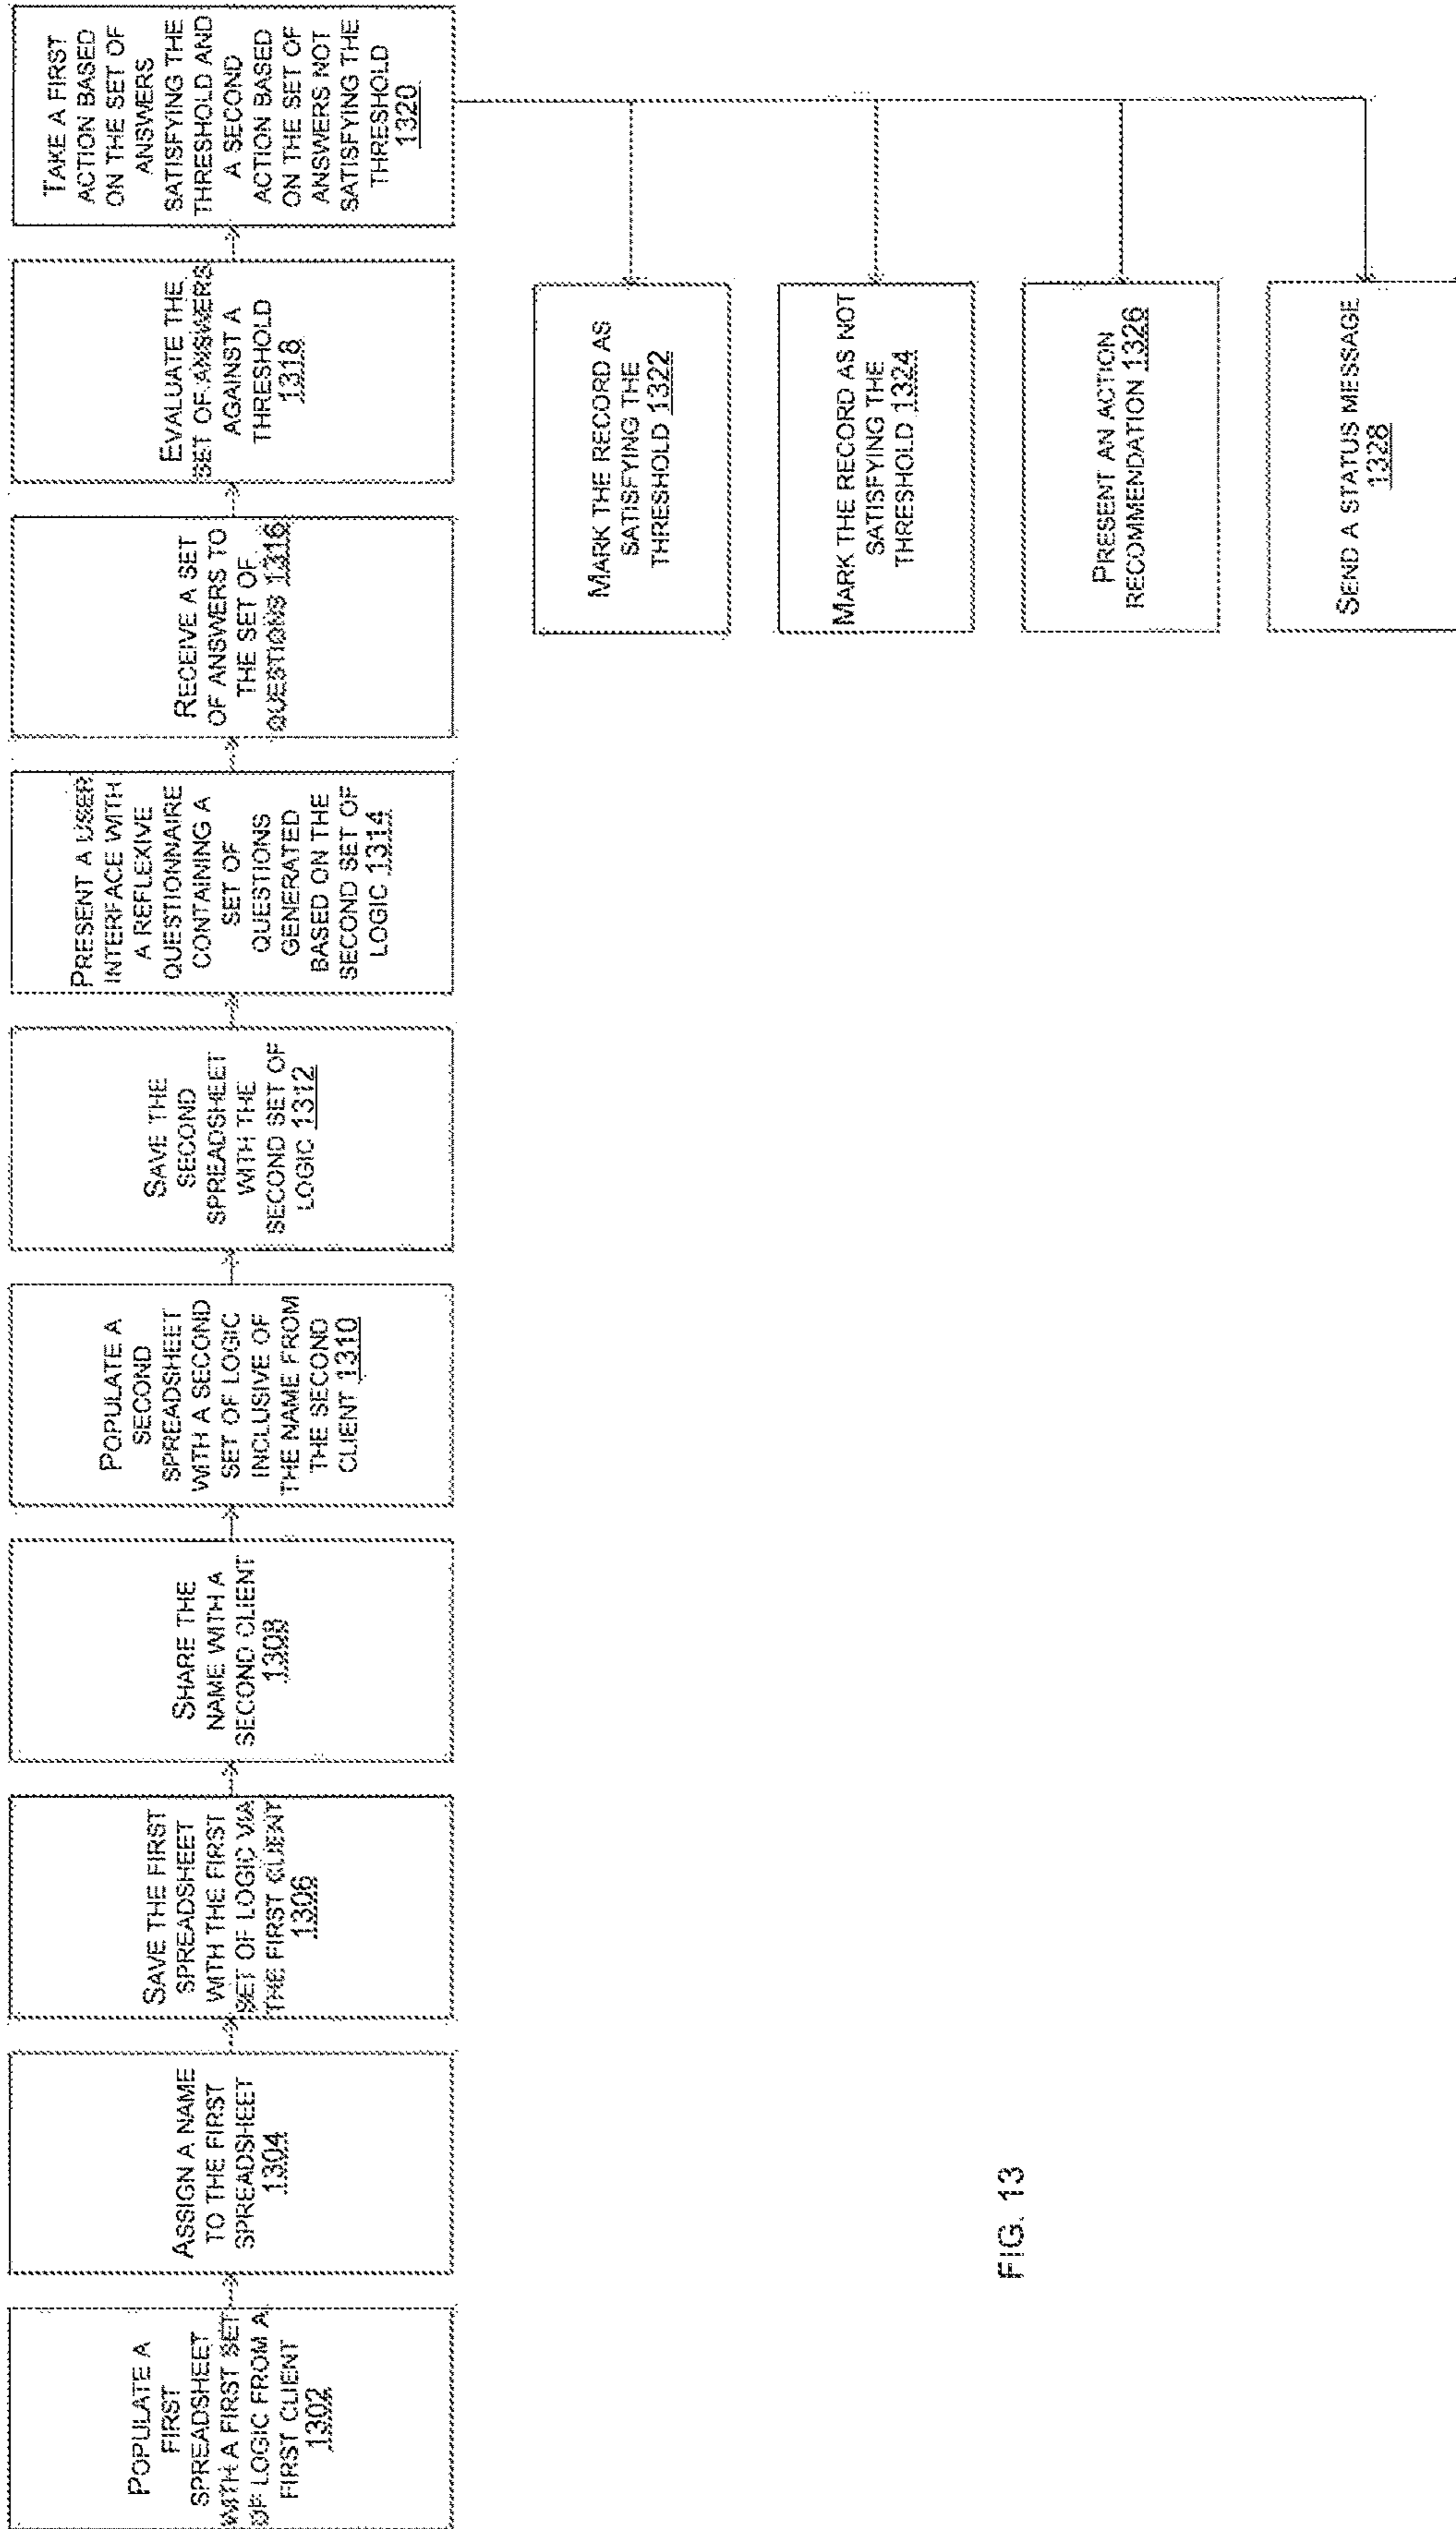 POPULATE A
FIRST
SPREADSHEET
WITH A FIRST SET
OF LOGIC FROM A
FIRST CLIENT
1302
ASSIGN A NAME
TO THE FIRST
SPREADSHEET
1304
SAVE THE FIRST
SPREADSHEET
WITH THE FIRST
SET OF LOGIC VIA
THE FIRST CLIENT
1306
SHARE THE
NAME WITH A
SECOND CLIENT
1308
POPULATE A
SECOND
SPREADSHEET
WITH A SECOND
SET OF LOGIC
INCLUSIVE OF
THE NAME FROM
THE SECOND
CLIENT 1310
SAVE THE
SECOND
SPREADSHEET
WITH THE
SECOND SET OF
LOGIC 1312
PRESENT A USER
INTERFACE WITH
A REFLEXIVE
QUESTIONNAIRE
CONTAINING A
SET OF
QUESTIONS
GENERATED
BASED ON THE
SECOND SET OF
LOGIC 1314
RECEIVE A SET
OF ANSWERS TO
THE SET OF
QUESTIONS 1316
EVALUATE THE
SET OF ANSWERS
AGAINST A
THRESHOLD
1318
TAKE A FIRST
ACTION BASED
ON THE SET OF
ANSWERS
SATISFYING THE
THRESHOLD AND
A SECOND
ACTION BASED
ON THE SET OF
ANSWERS NOT
SATISFYING THE
THRESHOLD
1320
MARK THE RECORD AS
SATISFYING THE
THRESHOLD 1322
MARK THE RECORD AS NOT
SATISFYING THE
THRESHOLD 1324
PRESENT AN ACTION
RECOMMENDATION 1326
SEND A STATUS MESSAGE
1328
FIG. 13